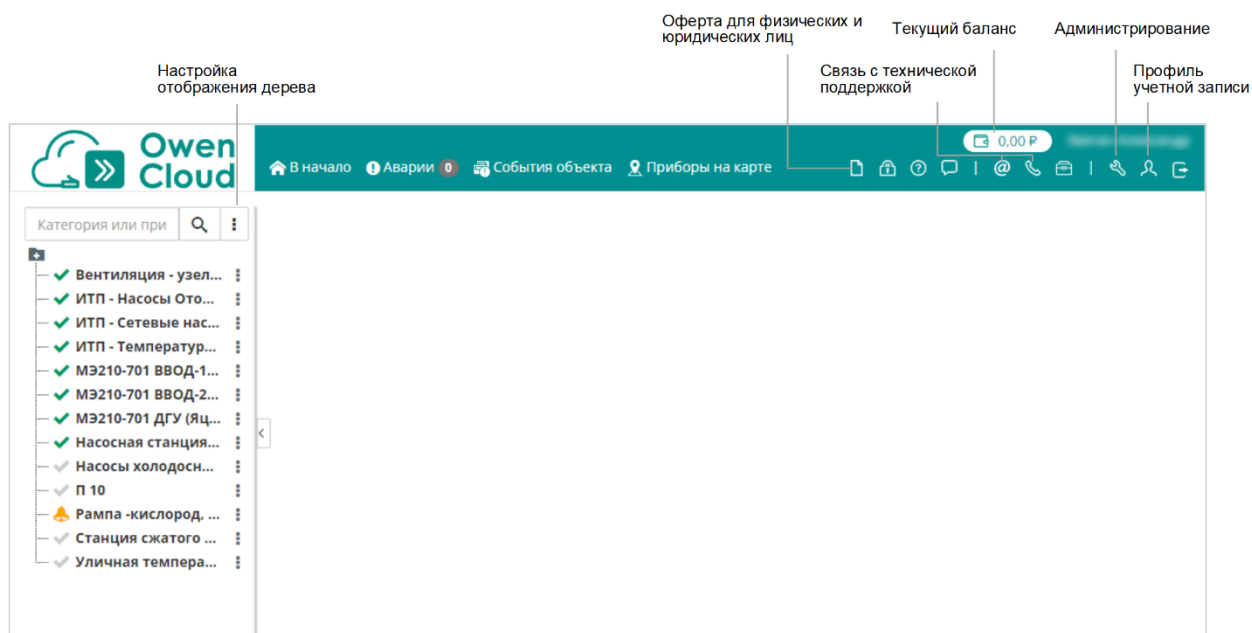 Оферта для физических и
юридических лиц
Текущий баланс
Администрирование
Настройка
отображения дерева
Связь с технической
поддержкой
Профиль
учетной записи
Owen
Cloud
0,00 ₽
В начало
Аварии 0
События объекта
Приборы на карте
Категория или при
Вентиляция - узел...
ИТП - Насосы Ото...
ИТП - Сетевые нас...
ИТП - Температур...
МЭ210-701 ВВОД-1...
МЭ210-701 ВВОД-2...
МЭ210-701 ДГУ (Яц...
Насосная станция...
Насосы холодосн...
П 10
Рампа -кислород, ...
Станция сжатого ...
Уличная темпера...